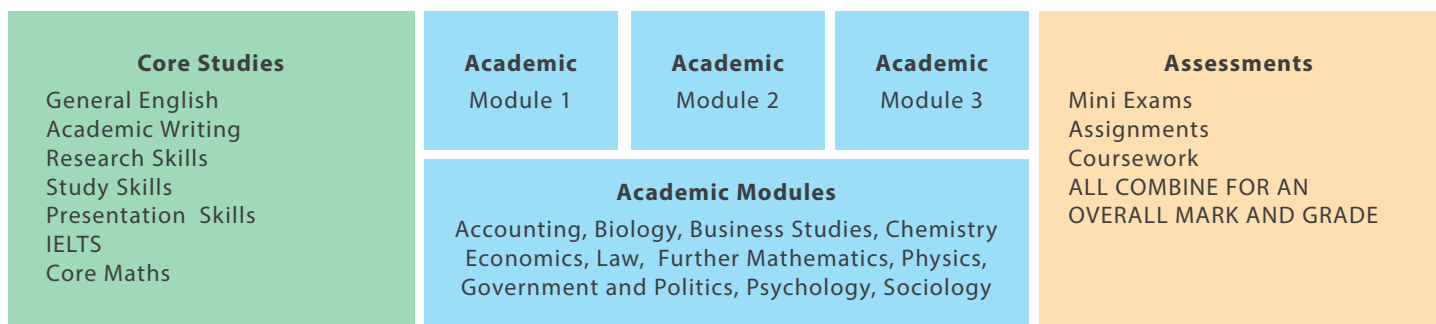 Core Studies
General English
Academic Writing
Research Skills
Study Skills
Presentation Skills
IELTS
Core Maths
Academic
Module 1
Academic
Module 2
Academic
Module 3
Academic Modules
Accounting, Biology, Business Studies, Chemistry
Economics, Law, Further Mathematics, Physics,
Government and Politics, Psychology, Sociology
Assessments
Mini Exams
Assignments
Coursework
ALL COMBINE FOR AN
OVERALL MARK AND GRADE